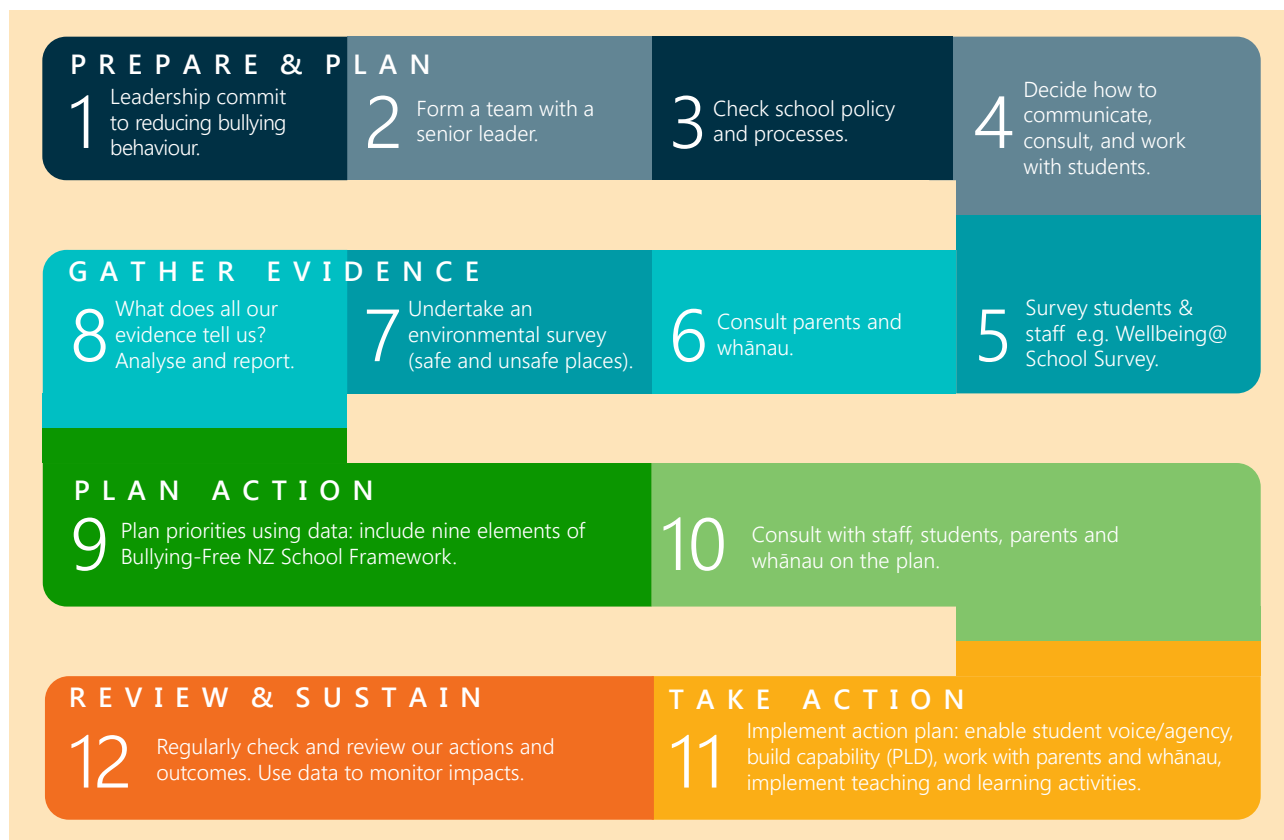 PREPARE & PLAN
1
Leadership commit
to reducing bullying
behaviour.
2
Form a team with a
senior leader.
3
Check school policy
and processes.
4
Decide how to
communicate,
consult, and work
with students.
GATHER EVIDENCE
8
What does all our
evidence tell us?
Analyse and report.
7
Undertake an
environmental survey
(safe and unsafe places).
6
Consult parents and
whānau.
5
Survey students &
staff e.g. Wellbeing@
School Survey.
PLAN ACTION
9
Plan priorities using data: include nine elements of
Bullying-Free NZ School Framework.
10
Consult with staff, students, parents and
whānau on the plan.
REVIEW & SUSTAIN
12
Regularly check and review our actions and
outcomes. Use data to monitor impacts.
TAKE ACTION
11
Implement action plan: enable student voice/agency,
build capability (PLD), work with parents and whānau,
implement teaching and learning activities.